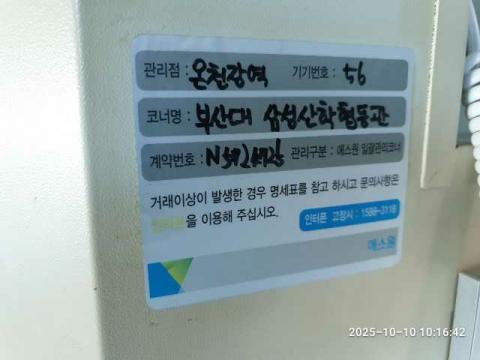 관리점 : 온천장역 기기번호 : 56
코너명 : 부산대 삼성산학협동관
계약번호 : 관리구분 : 에스원 일괄관리코너
거래이상이 발생한 경우 명세표를 참고 하시고 문의사항은
인터폰을 이용해 주십시오.
인터폰 고장시 : 1588-3118
에스원
2025-10-10 10:16:42